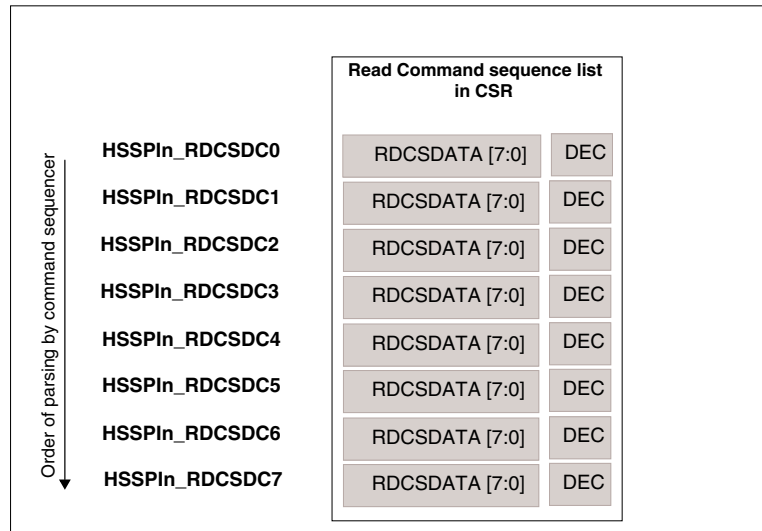 Read Command sequence list
in CSR
Order of parsing by command sequencer
HSSPIn_RDCSDC0 RDCSDATA [7:0] DEC
HSSPIn_RDCSDC1 RDCSDATA [7:0] DEC
HSSPIn_RDCSDC2 RDCSDATA [7:0] DEC
HSSPIn_RDCSDC3 RDCSDATA [7:0] DEC
HSSPIn_RDCSDC4 RDCSDATA [7:0] DEC
HSSPIn_RDCSDC5 RDCSDATA [7:0] DEC
HSSPIn_RDCSDC6 RDCSDATA [7:0] DEC
HSSPIn_RDCSDC7 RDCSDATA [7:0] DEC